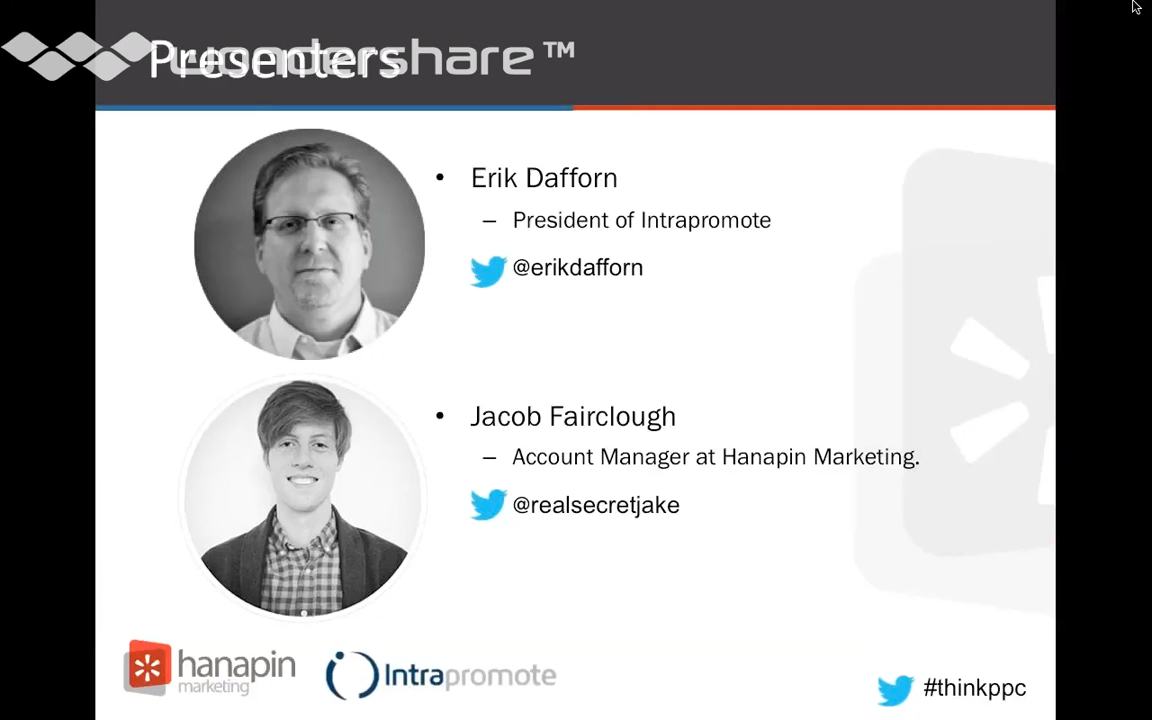 Presenters
wondershare™
• Erik Dafforn
– President of Intrapromote
@erikdafforn
• Jacob Fairclough
– Account Manager at Hanapin Marketing.
@realsecretjake
hanapin
marketing
Intrapromote
#thinkppc